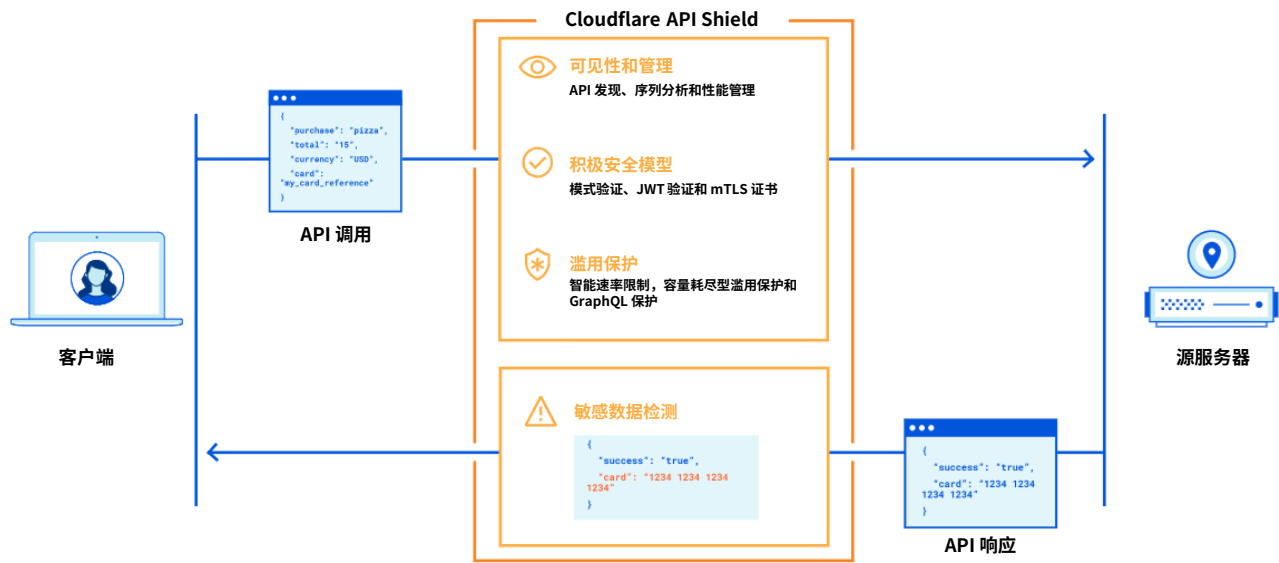 Cloudflare API Shield
可见性和管理
API 发现、序列分析和性能管理
{
"purchase": "pizza",
"total": "15",
"currency": "USD",
"card":
"my_card_reference"
}
API 调用
积极安全模型
模式验证、JWT 验证和 mTLS 证书
滥用保护
智能速率限制，容量耗尽型滥用保护和
GraphQL 保护
客户端
源服务器
敏感数据检测
{
"success": "true",
"card": "1234 1234 1234
1234"
}
{
"success": "true",
"card": "1234 1234
1234 1234"
}
API 响应